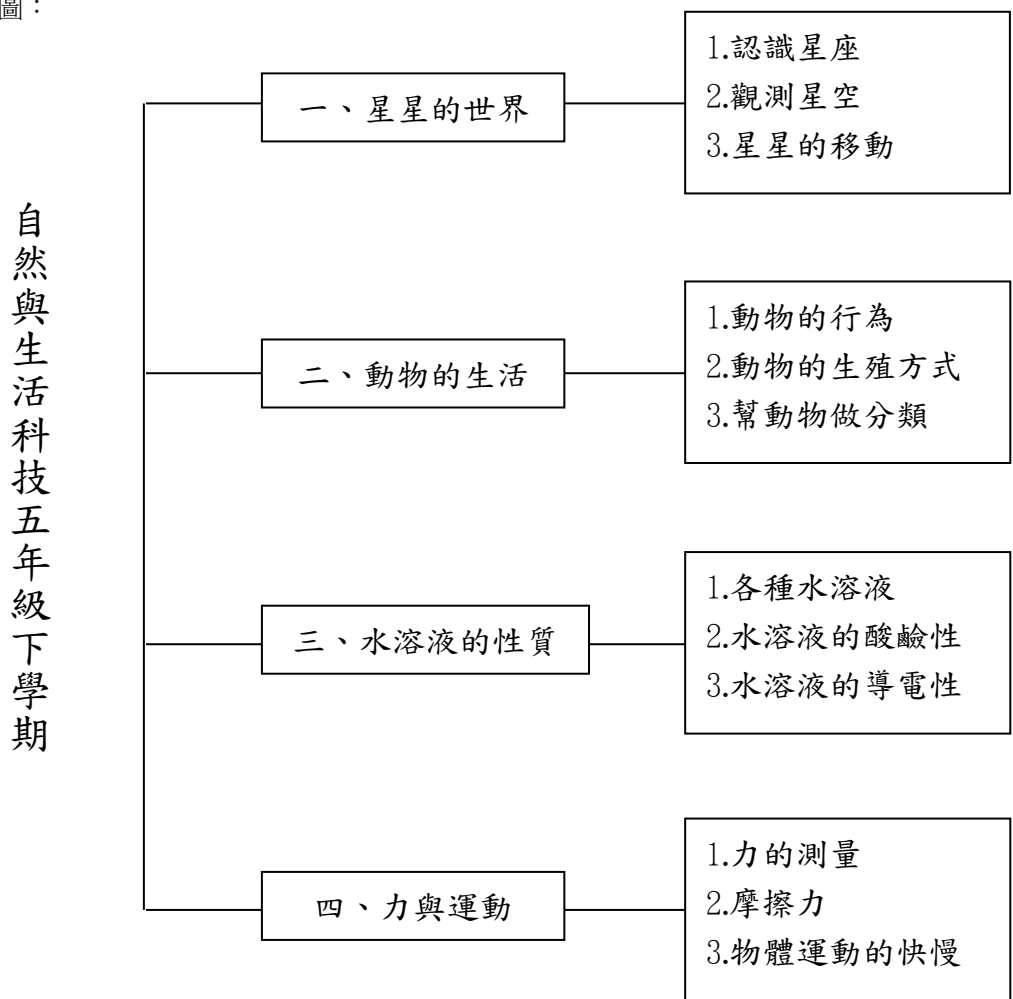 圖：
自然與生活科技五年級下學期
一、星星的世界
1.認識星座
2.觀測星空
3.星星的移動
二、動物的生活
1.動物的行為
2.動物的生殖方式
3.幫動物做分類
三、水溶液的性質
1.各種水溶液
2.水溶液的酸鹼性
3.水溶液的導電性
四、力與運動
1.力的測量
2.摩擦力
3.物體運動的快慢